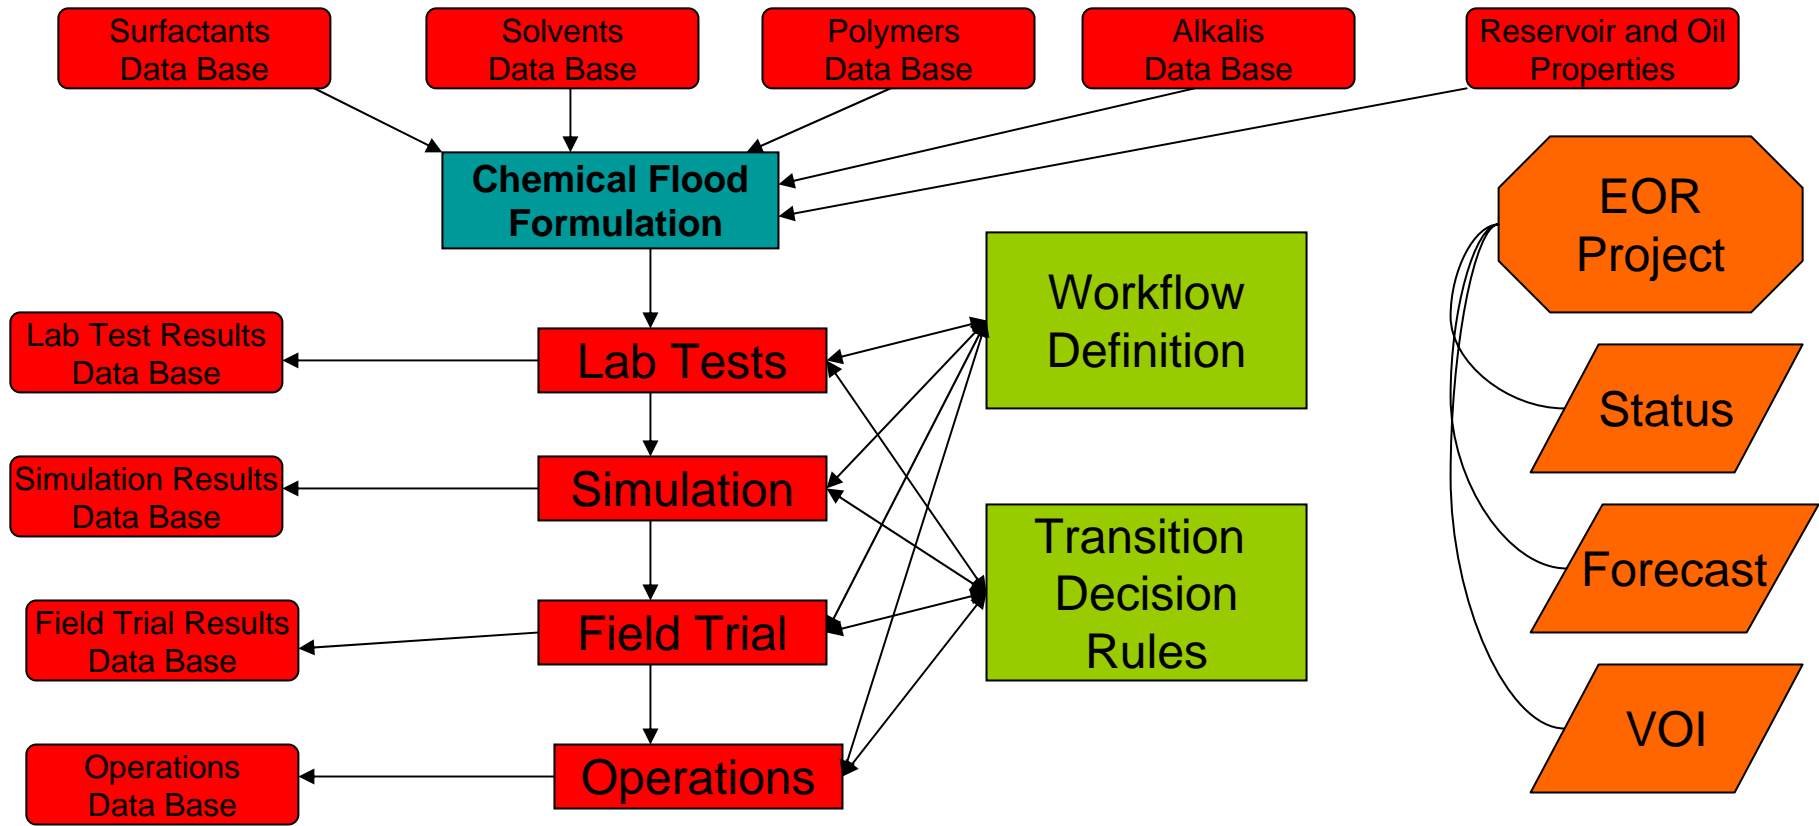 Surfactants
Data Base
Solvents
Data Base
Polymers
Data Base
Alkalis
Data Base
Reservoir and Oil
Properties
Chemical Flood
Formulation
EOR
Project
Workflow
Definition
Lab Test Results
Data Base
Lab Tests
Status
Simulation Results
Data Base
Simulation
Transition
Decision
Rules
Forecast
Field Trial Results
Data Base
Field Trial
VOI
Operations
Data Base
Operations